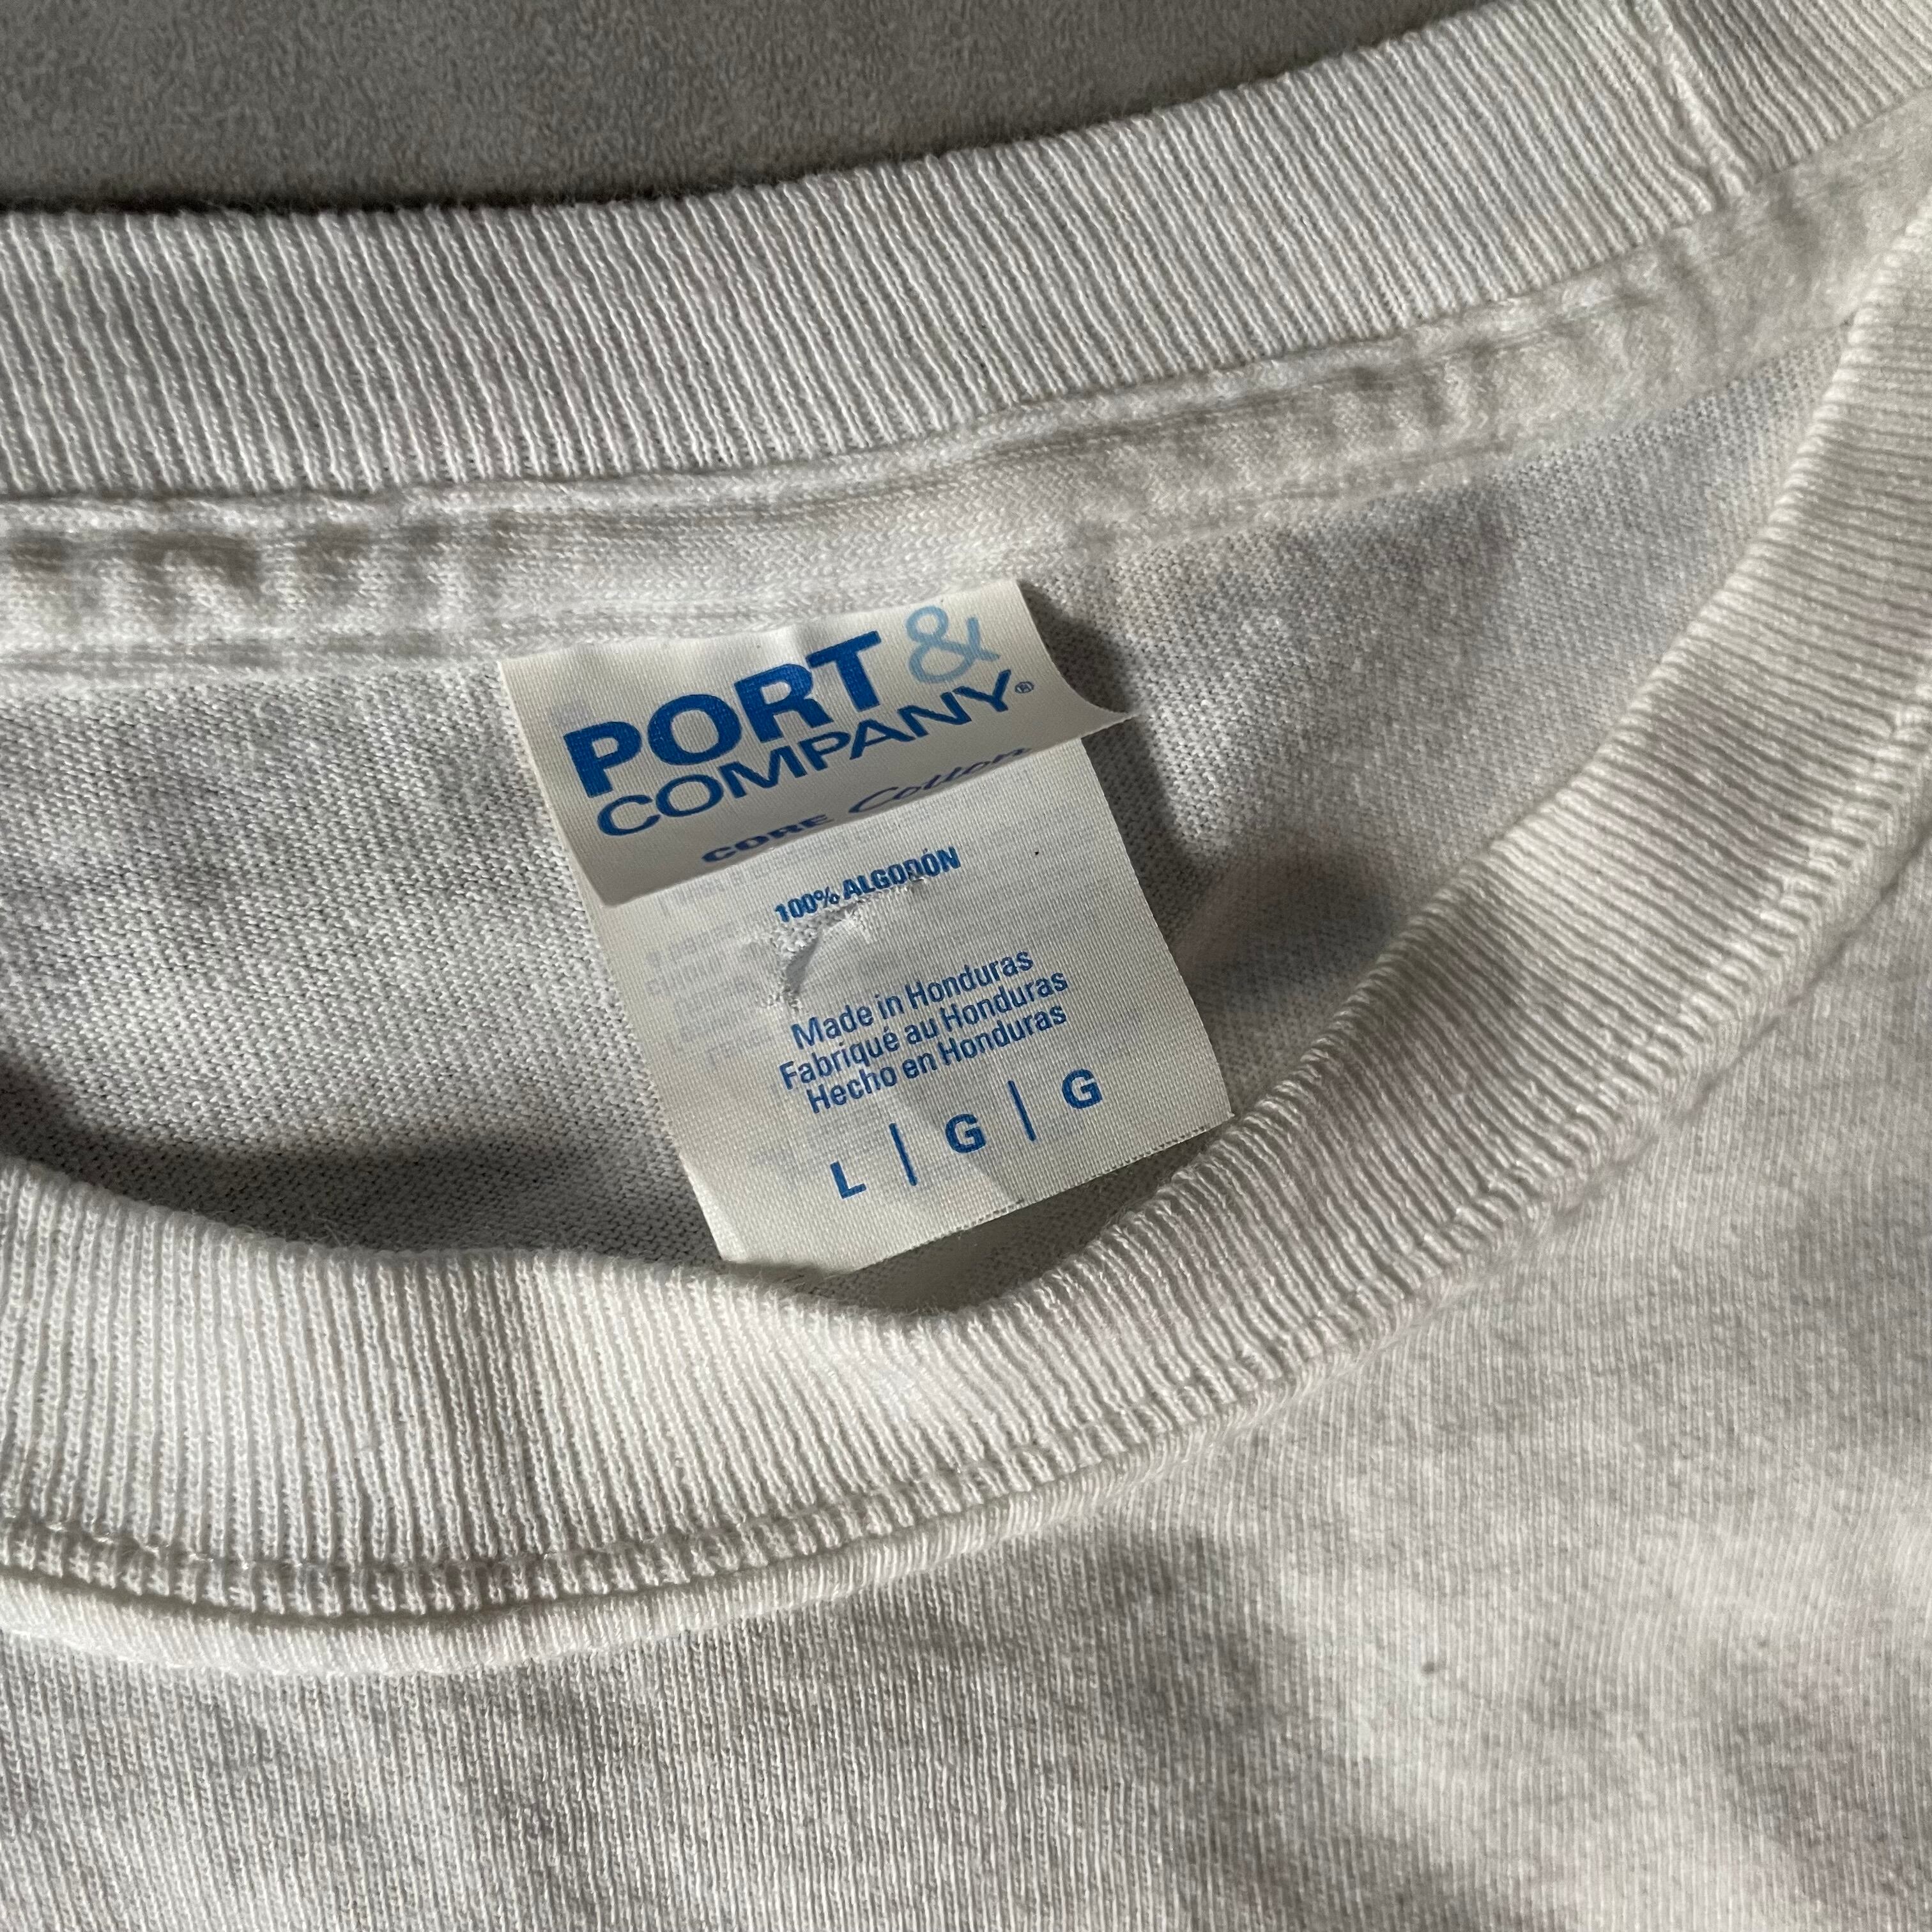 PORT &
COMPANY®
CORE Cotton
100% ALGODÓN
Made in Honduras
Fabriqué au Honduras
Hecho en Honduras
L | G | G